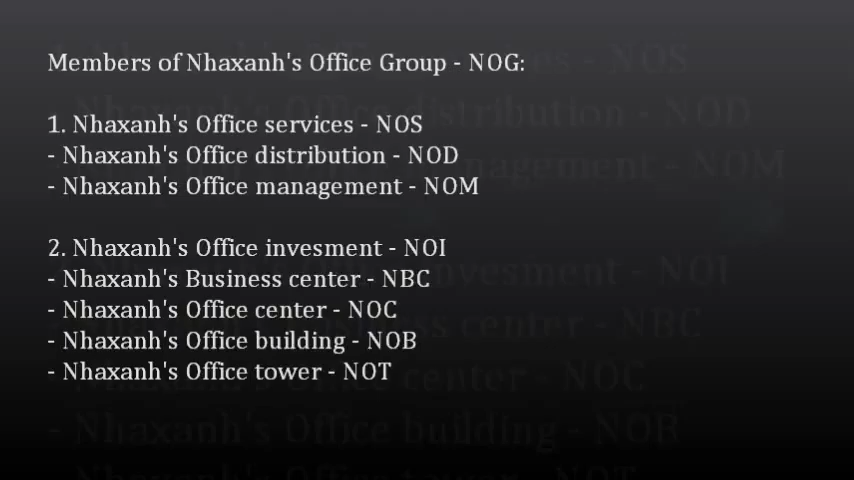 Members of Nhaxanh's Office Group - NOG:
1. Nhaxanh's Office services - NOS
- Nhaxanh's Office distribution - NOD
- Nhaxanh's Office management - NOM
2. Nhaxanh's Office invesment - NOI
- Nhaxanh's Business center - NBC
- Nhaxanh's Office center - NOC
- Nhaxanh's Office building - NOB
- Nhaxanh's Office tower - NOT